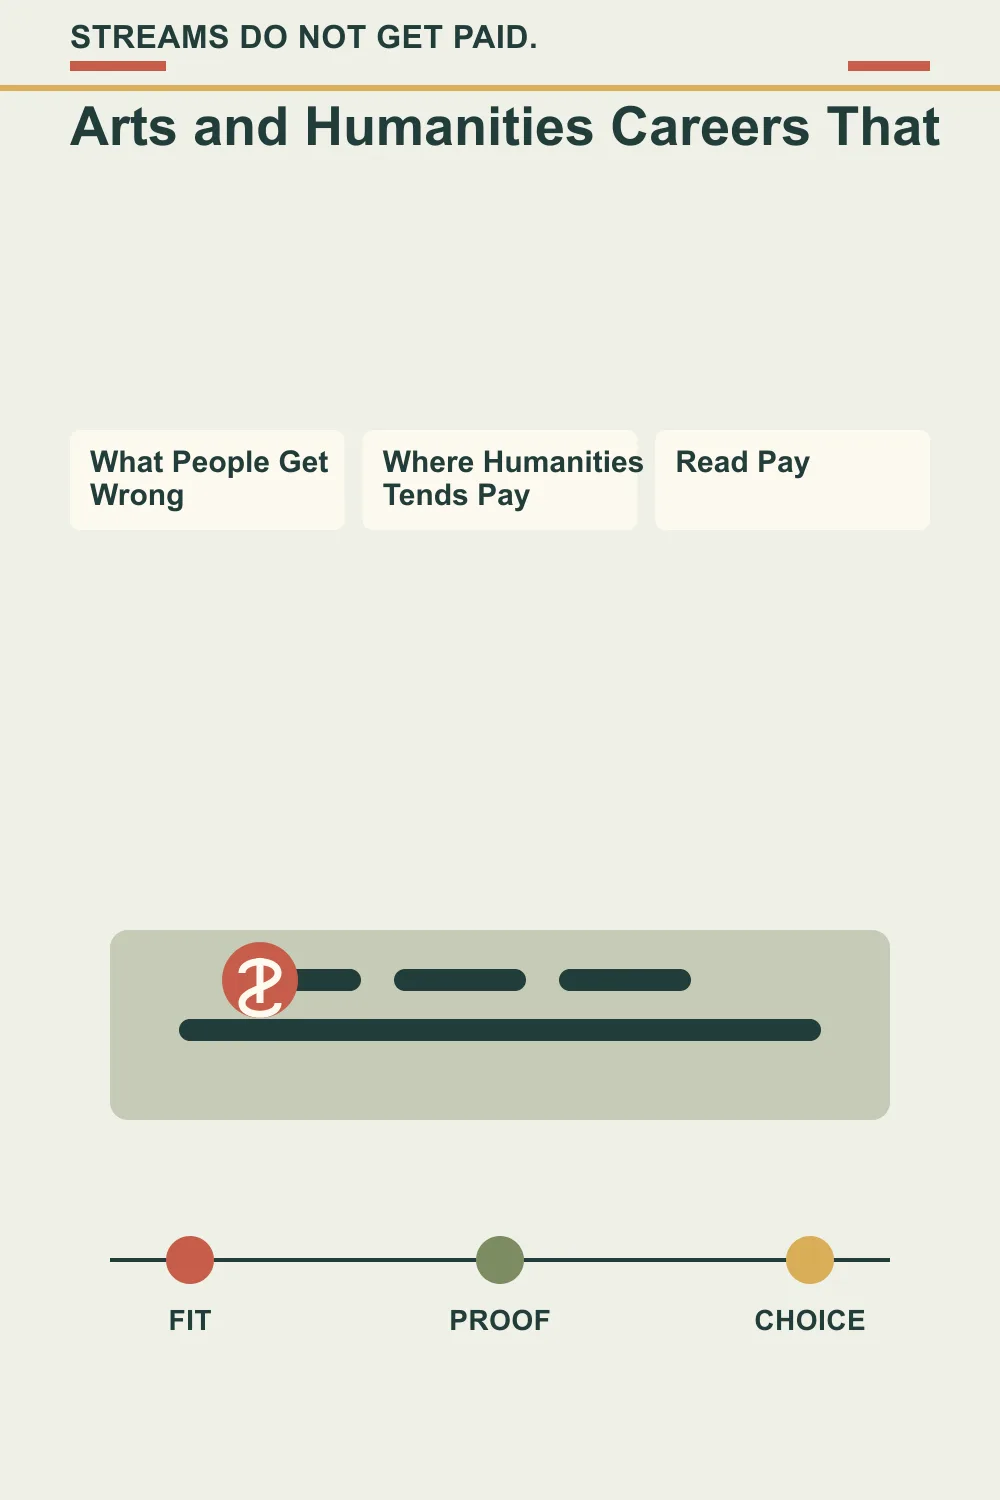 STREAMS DO NOT GET PAID.
Arts and Humanities Careers That
What People Get
Wrong
Where Humanities
Tends Pay
Read Pay
FIT
PROOF
CHOICE